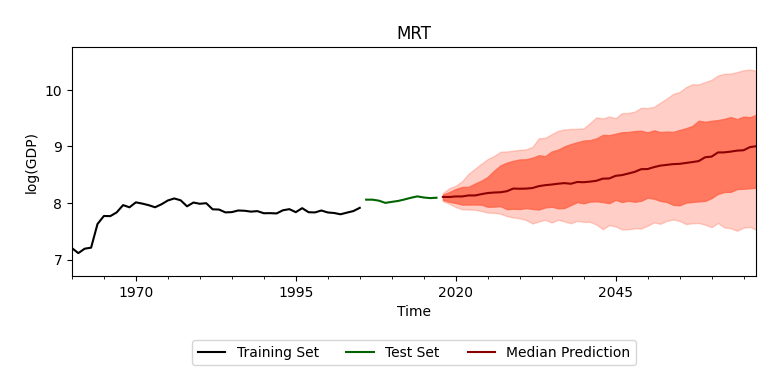 MRT
log(GDP)
10
9
8
7
1970
1995
2020
2045
Time
Training Set
Test Set
Median Prediction